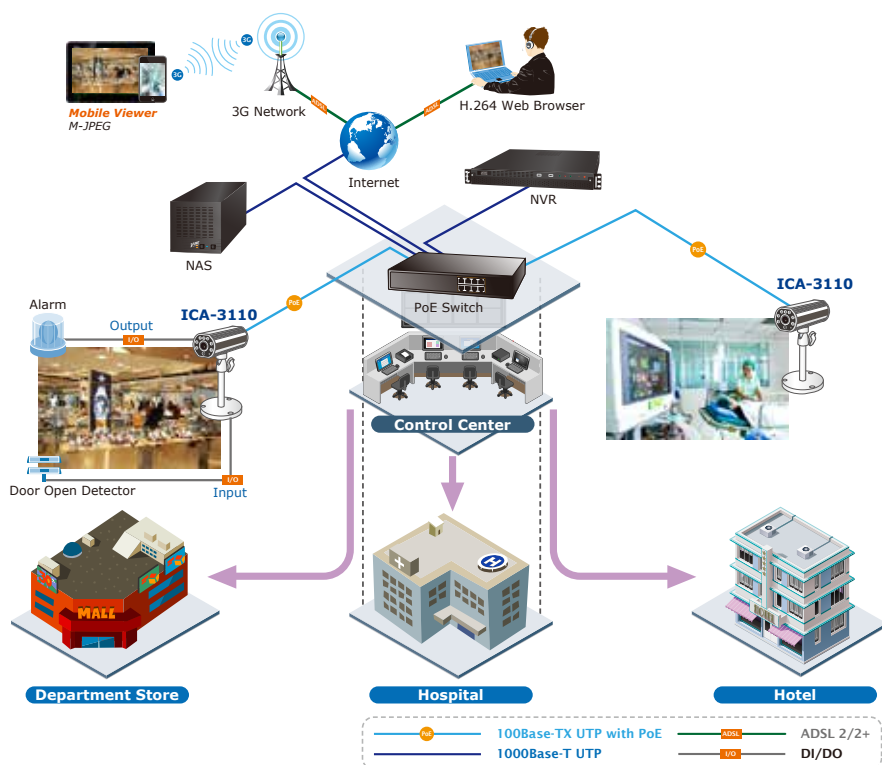 3G
3G
ADSL
ADSL
3G Network
H.264 Web Browser
Mobile Viewer
M-JPEG
Internet
NVR
NAS
PoE
PoE Switch
ICA-3110
ICA-3110
PoE
Alarm
Output
I/O
Control Center
I/O
Door Open Detector
Input
MALL
H
HOTEL
Department Store
Hospital
Hotel
PoE
100Base-TX UTP with PoE
ADSL
ADSL 2/2+
1000Base-T UTP
I/O
DI/DO